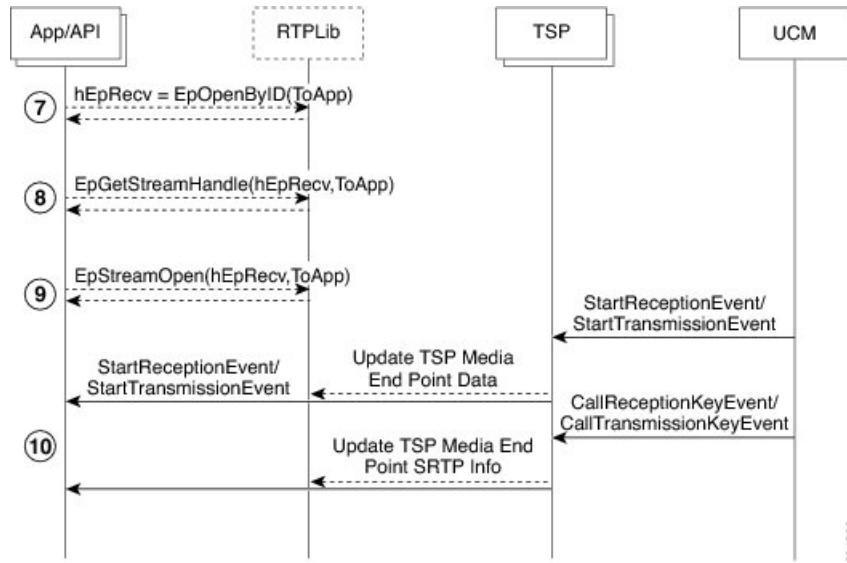 App/API
RTPLib
TSP
UCM
7
hEpRecv = EpOpenByID(ToApp)
8
EpGetStreamHandle(hEpRecv,ToApp)
9
EpStreamOpen(hEpRecv,ToApp)
StartReceptionEvent/
StartTransmissionEvent
StartReceptionEvent/
StartTransmissionEvent
Update TSP Media
End Point Data
CallReceptionKeyEvent/
CallTransmissionKeyEvent
10
Update TSP Media End
Point SRTP Info